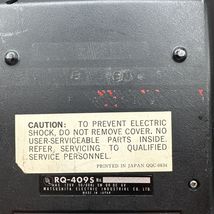 CAUTION: TO PREVENT ELECTRIC
SHOCK, DO NOT REMOVE COVER. NO
USER-SERVICEABLE PARTS INSIDE.
REFER SERVICING TO QUALIFIED
SERVICE PERSONNEL.
PRINTED IN JAPAN
RQ-409S
MATSUSHITA ELECTRIC INDUSTRIAL CO. LTD.
MADE IN JAPAN